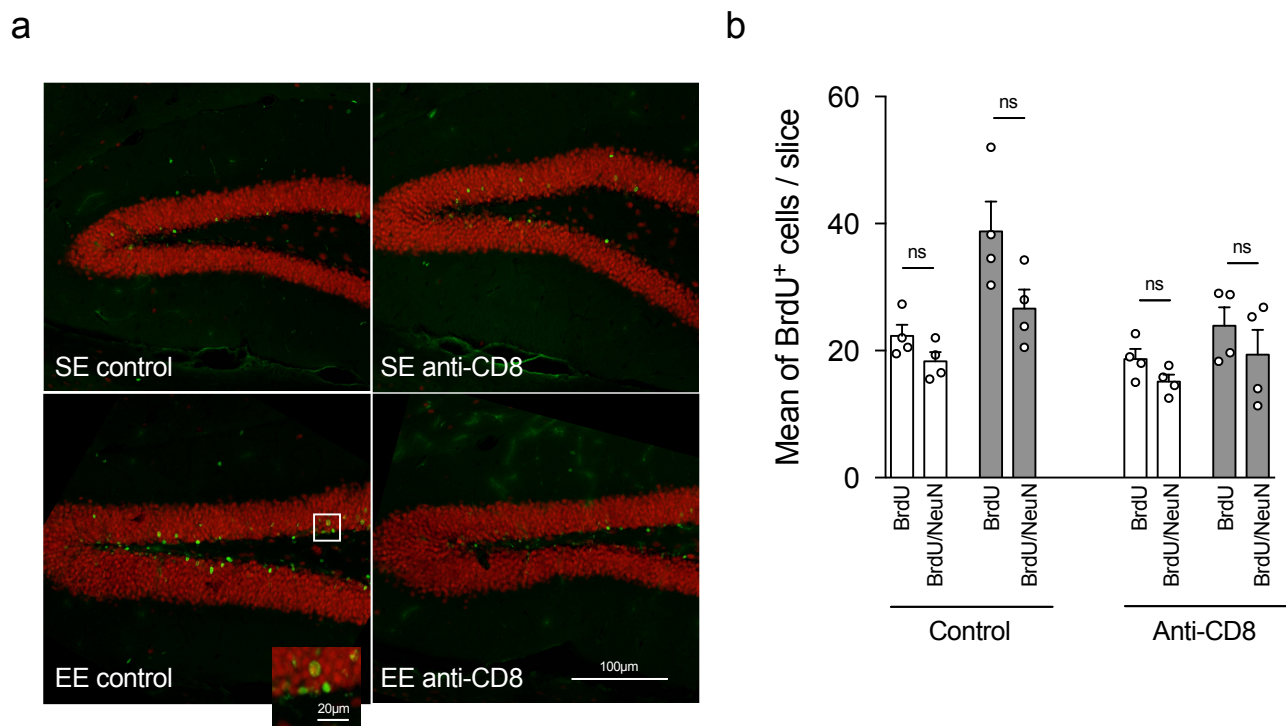 a
SE control
SE anti-CD8
EE control
EE anti-CD8
100µm
20µm
b
Mean of BrdU⁺ cells / slice
60
40
20
0
ns
ns
ns
ns
BrdU
BrdU/NeuN
BrdU
BrdU/NeuN
BrdU
BrdU/NeuN
BrdU
BrdU/NeuN
Control
Anti-CD8